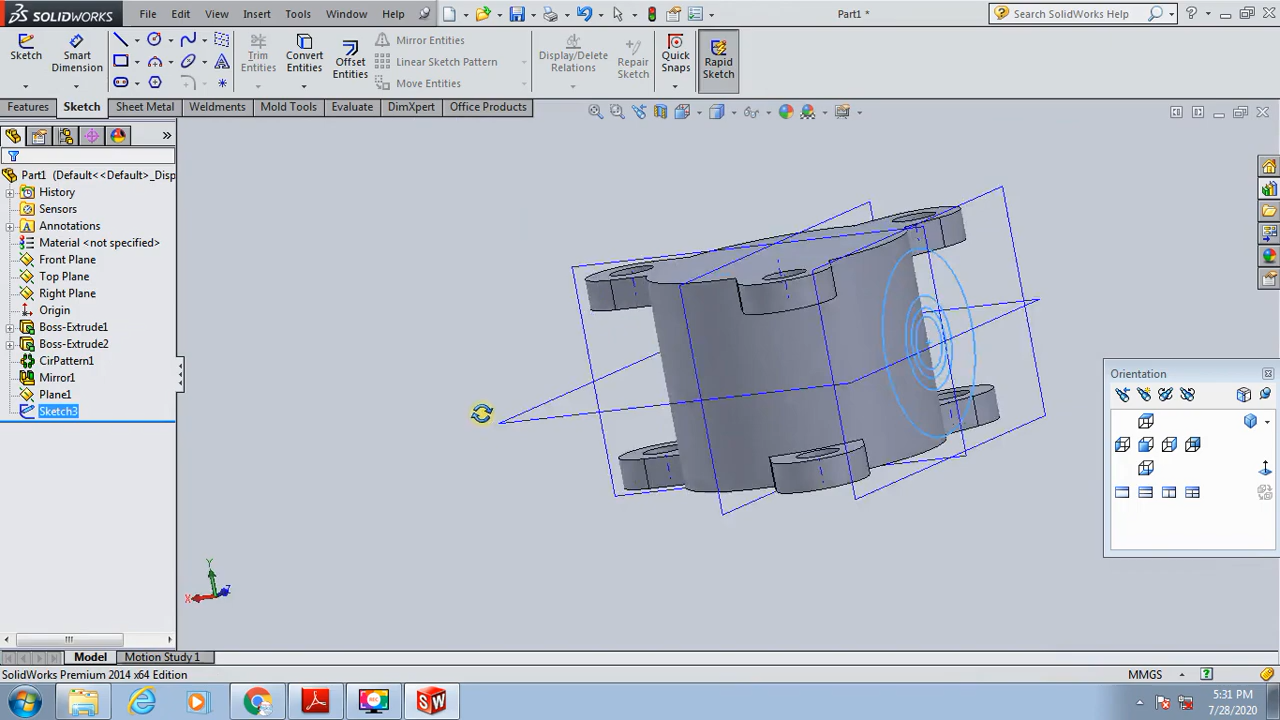 SOLIDWORKS File Edit View Insert Tools Window Help Part1 * Search SolidWorks Help
Sketch Smart Dimension Trim Entities Convert Entities Offset Entities Mirror Entities Linear Sketch Pattern Move Entities Display/Delete Relations Repair Sketch Quick Snaps Rapid Sketch
Features Sketch Sheet Metal Weldments Mold Tools Evaluate DimXpert Office Products
Part1 (Default<<Default>_Disp
History
Sensors
Annotations
Material <not specified>
Front Plane
Top Plane
Right Plane
Origin
Boss-Extrude1
Boss-Extrude2
CirPattern1
Mirror1
Plane1
Sketch3
Orientation
Y
X
Z
Model Motion Study 1
SolidWorks Premium 2014 x64 Edition MMGS
5:31 PM
7/28/2020